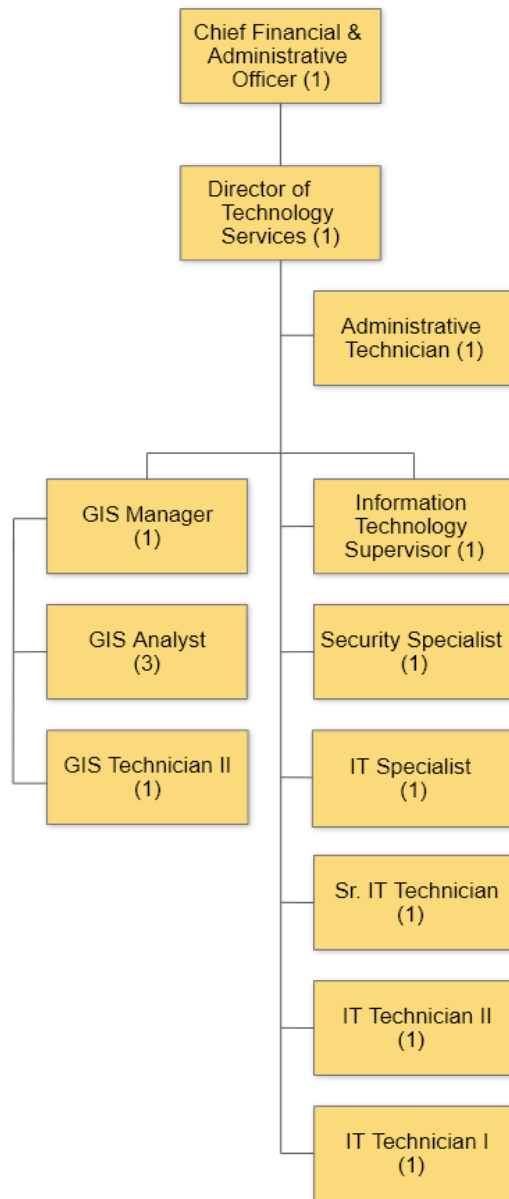 Chief Financial &
Administrative
Officer (1)
Director of
Technology
Services (1)
Administrative
Technician (1)
GIS Manager
(1)
GIS Analyst
(3)
GIS Technician II
(1)
Information
Technology
Supervisor (1)
Security Specialist
(1)
IT Specialist
(1)
Sr. IT Technician
(1)
IT Technician II
(1)
IT Technician I
(1)